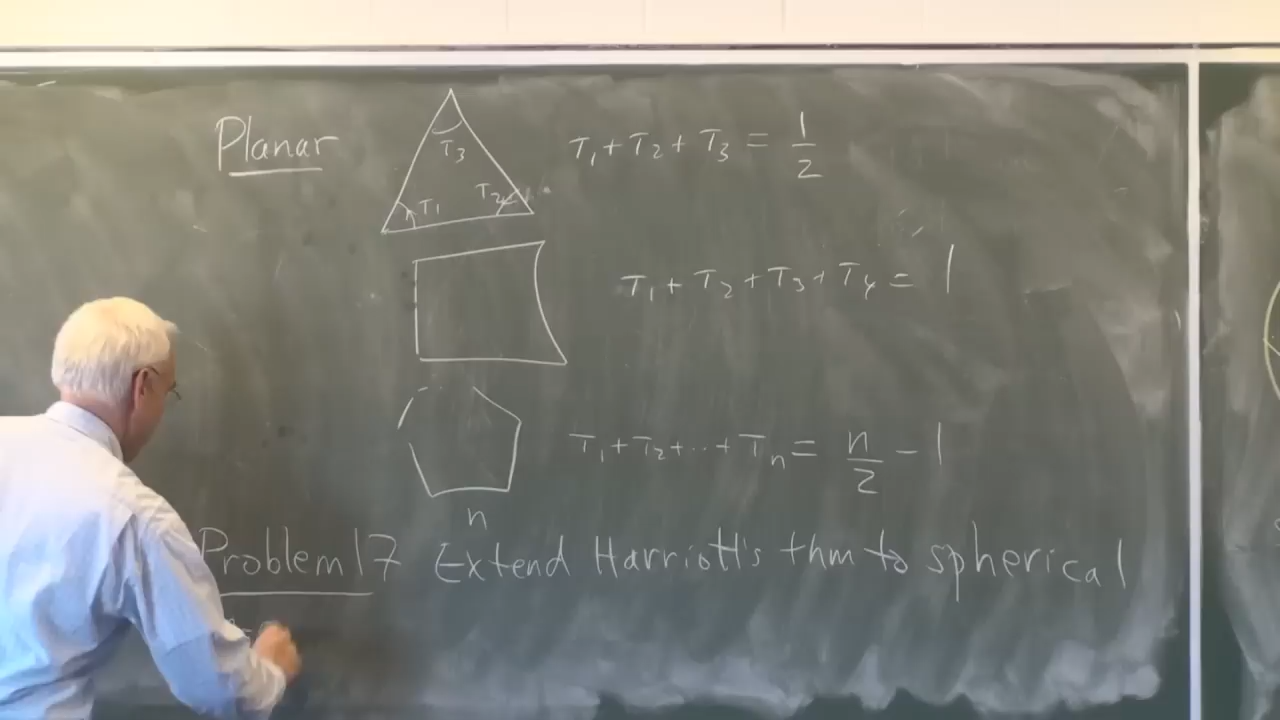 Planar
T₃
T₁
T₂
T₁ + T₂ + T₃ = 1/2
T₁ + T₂ + T₃ + T₄ = 1
T₁ + T₂ + ... + Tₙ = n/2 - 1
n
Problem 17 Extend Harriott's thm to spherical